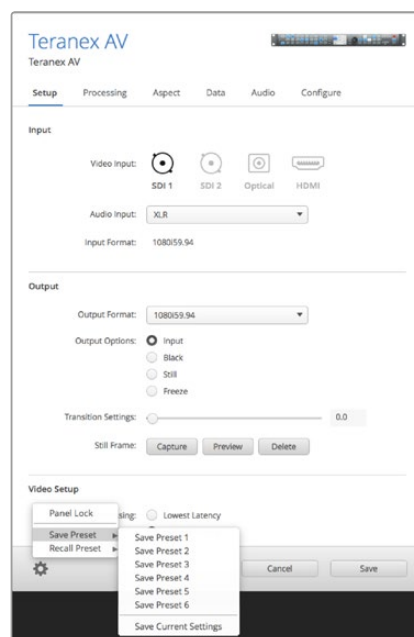 Teranex AV
Teranex AV
Setup Processing Aspect Data Audio Configure
Input
Video Input:
SDI 1 SDI 2 Optical HDMI
Audio Input: XLR
Input Format: 1080i59.94
Output
Output Format: 1080i59.94
Output Options: Input
Black
Still
Freeze
Transition Settings: 0.0
Still Frame: Capture Preview Delete
Video Setup
Panel Lock
sing: Lowest Latency
Save Preset
Recall Preset
Save Preset 1
Save Preset 2
Save Preset 3
Save Preset 4
Save Preset 5
Save Preset 6
Save Current Settings
Cancel Save